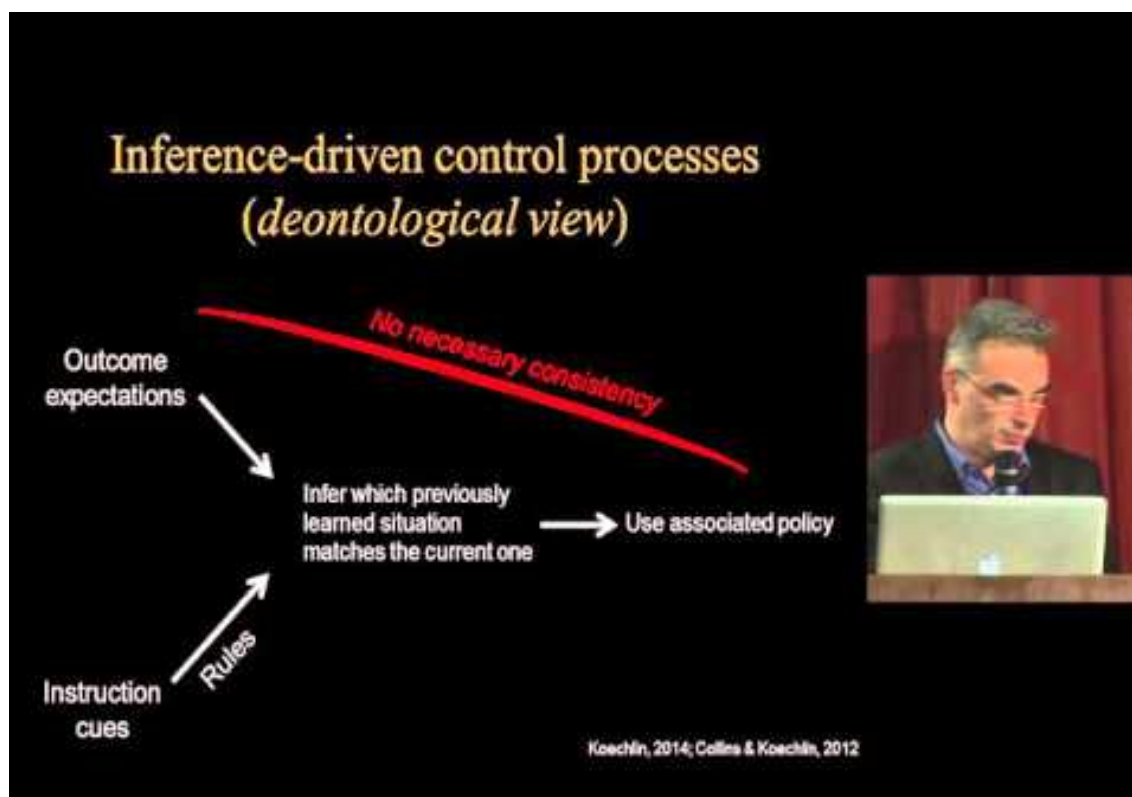 Inference-driven control processes
(deontological view)
No necessary consistency
Outcome
expectations
Infer which previously
learned situation
matches the current one
Use associated policy
Rules
Instruction
cues
Koechlin, 2014; Collins & Koechlin, 2012